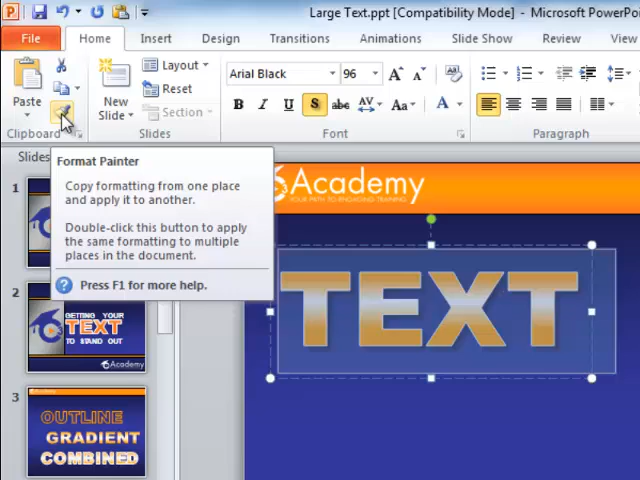 Large Text.ppt [Compatibility Mode] - Microsoft PowerPo
File Home Insert Design Transitions Animations Slide Show Review View
Paste
New
Slide
Layout
Reset
Section
Arial Black 96
B I U S abc AV Aa A
Clipboard Slides Font Paragraph
Slides
Format Painter
Copy formatting from one place
and apply it to another.
Double-click this button to apply
the same formatting to multiple
places in the document.
Press F1 for more help.
Academy
YOUR PATH TO ENGAGING TRAINING
TEXT
1
2
GETTING YOUR
TEXT
TO STAND OUT
Academy
3
OUTLINE
GRADIENT
COMBINED